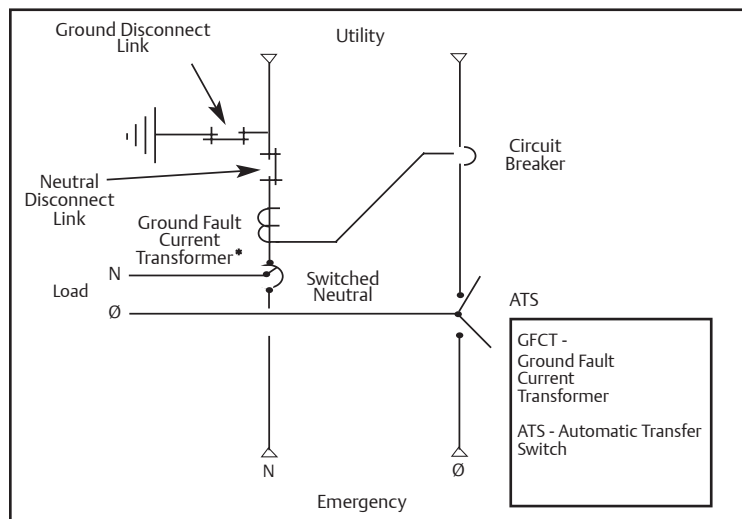 Ground Disconnect
Link
Utility
Circuit
Breaker
Neutral
Disconnect
Link
Ground Fault
Current
Transformer*
N
Switched
Neutral
Load
Ø
ATS
GFCT -
Ground Fault
Current
Transformer
ATS - Automatic Transfer
Switch
N
Ø
Emergency